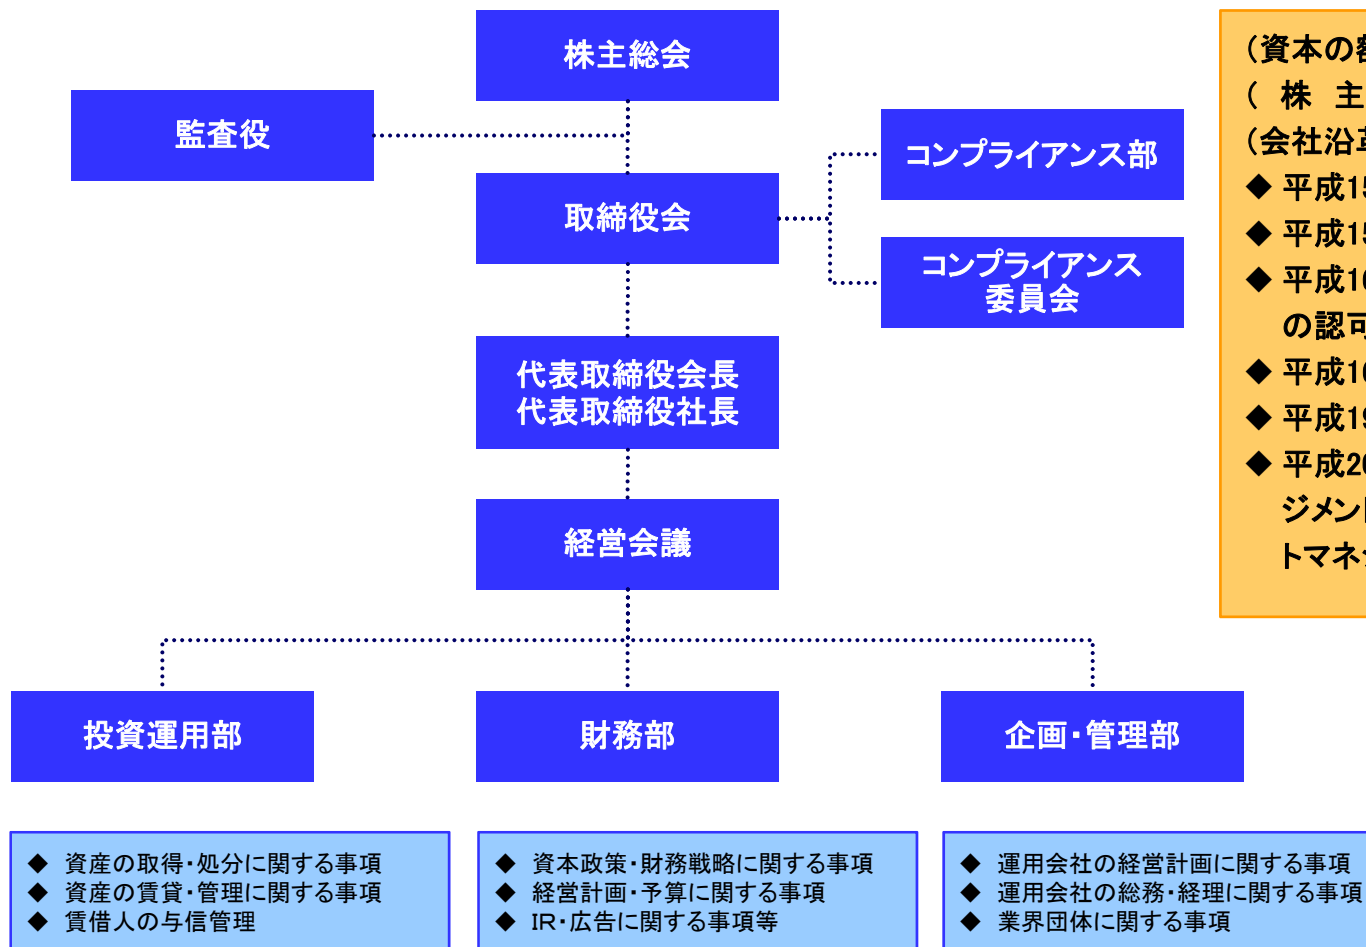 株主総会
監査役
コンプライアンス部
取締役会
コンプライアンス
委員会
代表取締役会長
代表取締役社長
経営会議
投資運用部
財務部
企画・管理部
◆ 資産の取得・処分に関する事項
◆ 資産の賃貸・管理に関する事項
◆ 賃借人の与信管理
◆ 資本政策・財務戦略に関する事項
◆ 経営計画・予算に関する事項
◆ IR・広告に関する事項等
◆ 運用会社の経営計画に関する事項
◆ 運用会社の総務・経理に関する事項
◆ 業界団体に関する事項
(資本の
( 株 主
(会社沿
◆ 平成15
◆ 平成15
◆ 平成16
の認可
◆ 平成16
◆ 平成19
◆ 平成20
ジメント
トマネ